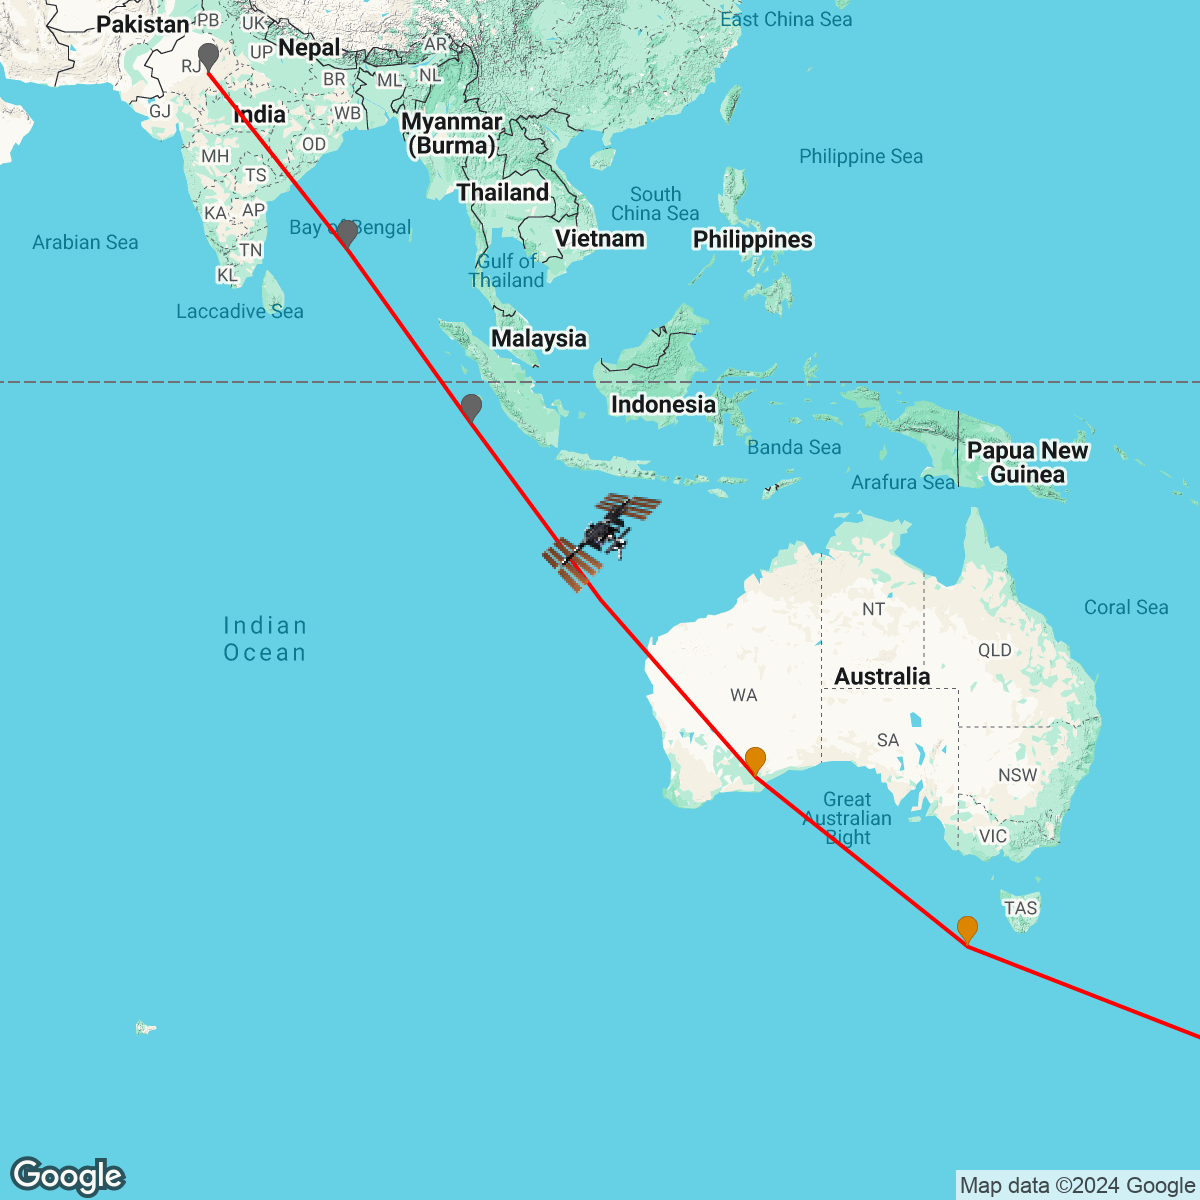 East China Sea
Pakistan
PB
UK
Nepal
AR
RJ
UP
BR
ML
NL
GJ
India
WB
Myanmar
(Burma)
OD
MH
TS
Philippine Sea
Thailand
South
China Sea
KA
AP
Bay of Bengal
Arabian Sea
TN
Vietnam
Philippines
KL
Gulf of
Thailand
Laccadive Sea
Malaysia
Indonesia
Banda Sea
Papua New
Guinea
Arafura Sea
Indian
Ocean
NT
Coral Sea
QLD
Australia
WA
SA
NSW
Great
Australian
Bight
VIC
TAS
Google
Map data ©2024 Google